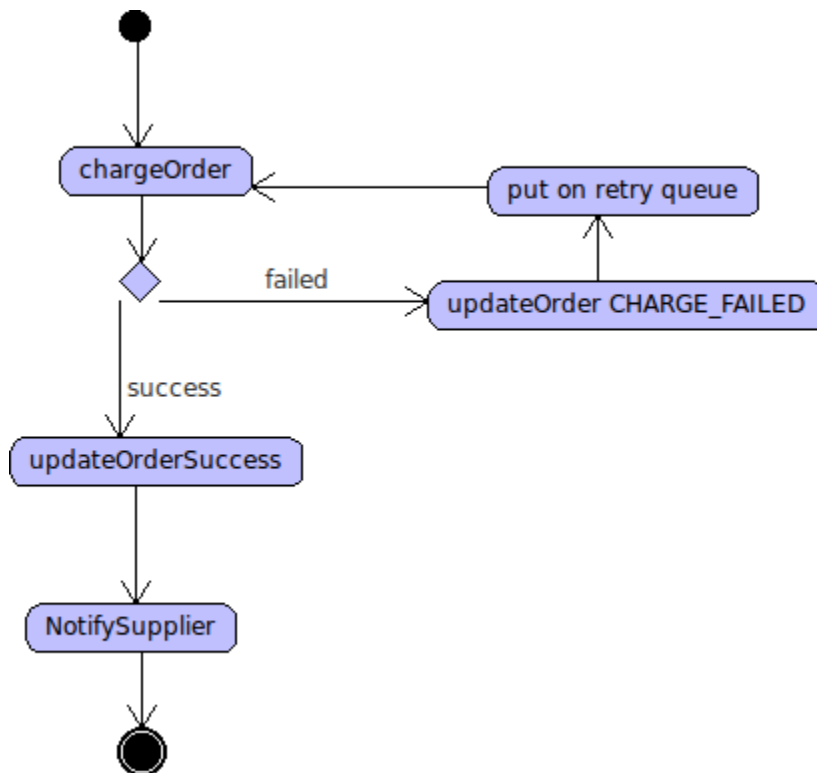 chargeOrder
put on retry queue
failed
updateOrder CHARGE_FAILED
success
updateOrderSuccess
NotifySupplier